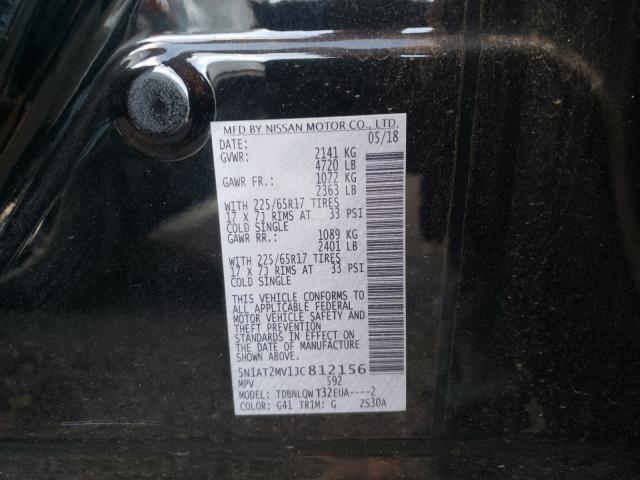 MFD BY NISSAN MOTOR CO., LTD.
DATE: 05/18
GVWR: 2141 KG
4720 LB
GAWR FR.: 1072 KG
2363 LB
WITH 225/65R17 TIRES
17 X 7J RIMS AT 33 PSI
COLD SINGLE
GAWR RR.: 1089 KG
2401 LB
WITH 225/65R17 TIRES
17 X 7J RIMS AT 33 PSI
COLD SINGLE
THIS VEHICLE CONFORMS TO
ALL APPLICABLE FEDERAL
MOTOR VEHICLE SAFETY AND
THEFT PREVENTION
STANDARDS IN EFFECT ON THE
DATE OF MANUFACTURE
5N1AT2MV1JC812156
MPV S92
MODEL: TDBNLQW T32EUA----2
COLOR: G41 TRIM: G 2S30A